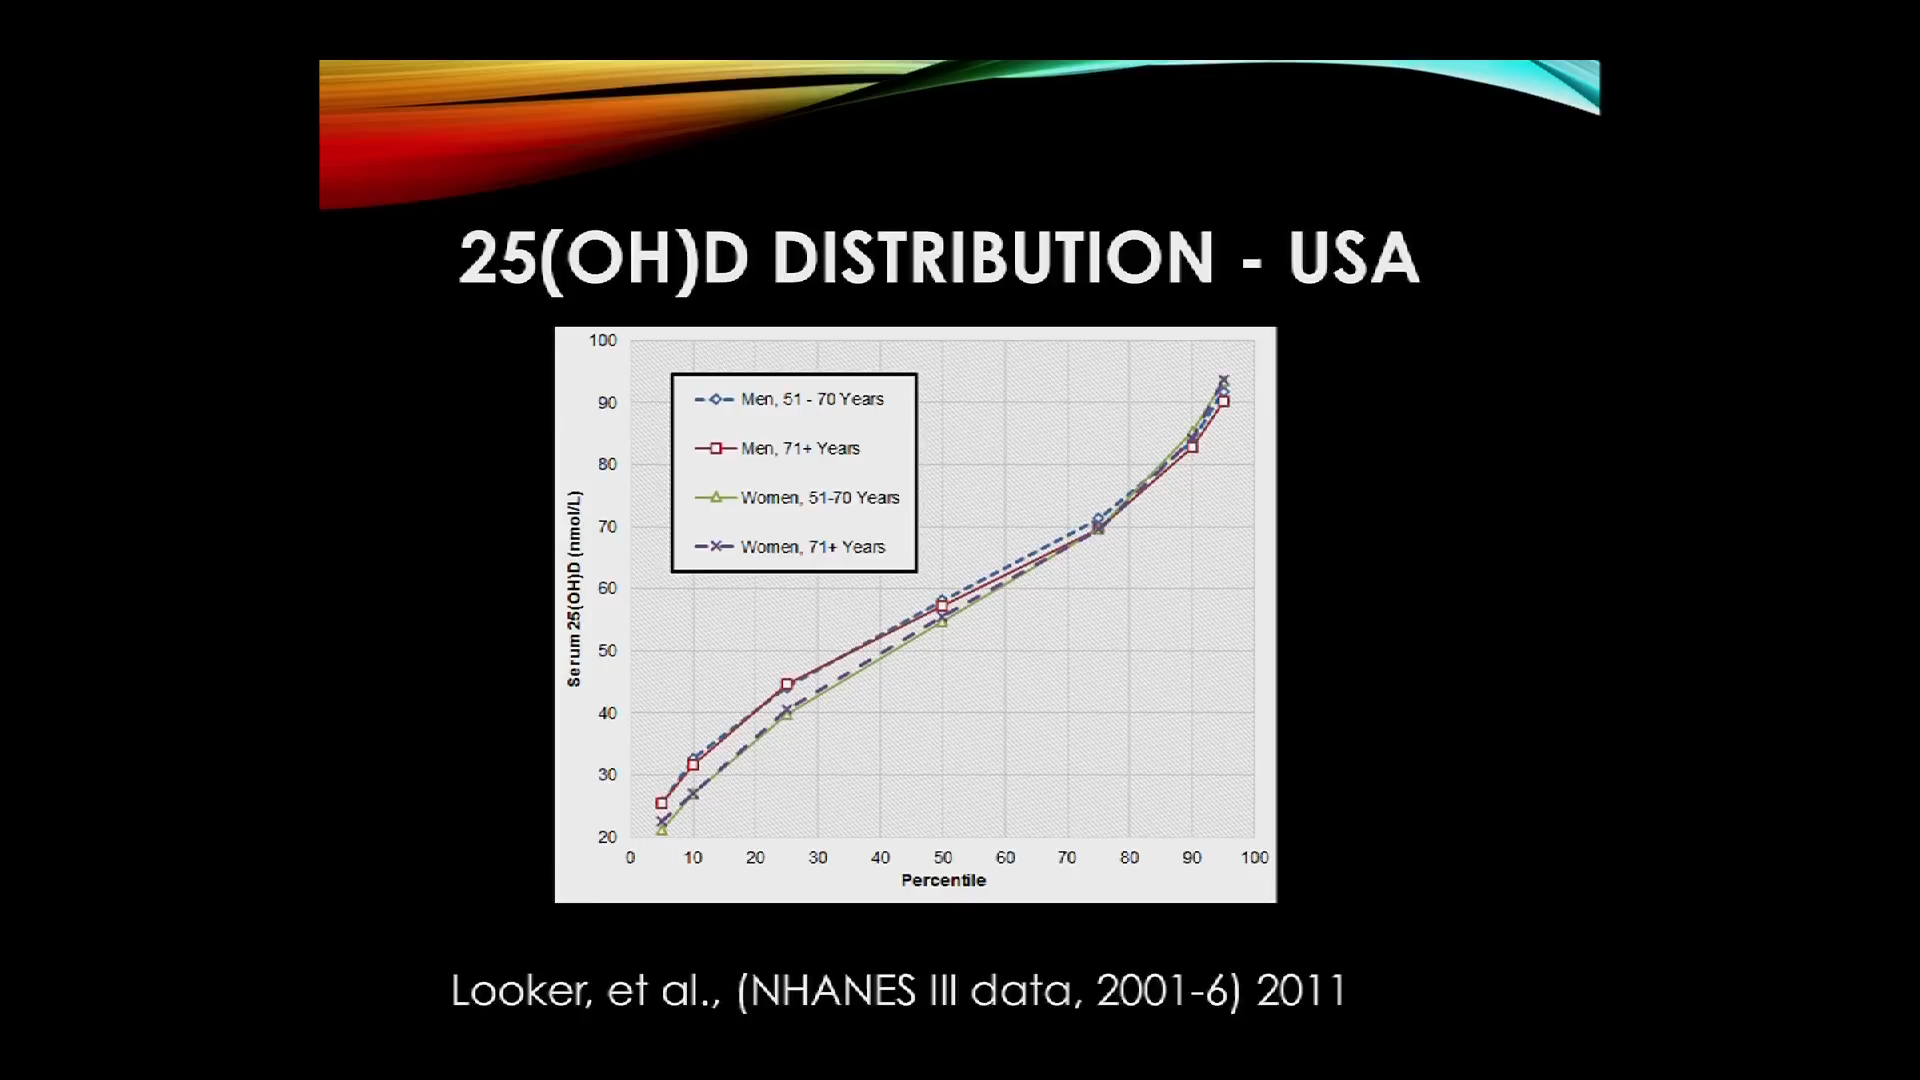 25(OH)D DISTRIBUTION - USA
100
90
80
70
60
50
40
30
20
Serum 25(OH)D (nmol/L)
Men, 51 - 70 Years
Men, 71+ Years
Women, 51-70 Years
Women, 71+ Years
0 10 20 30 40 50 60 70 80 90 100
Percentile
Looker, et al., (NHANES III data, 2001-6) 2011